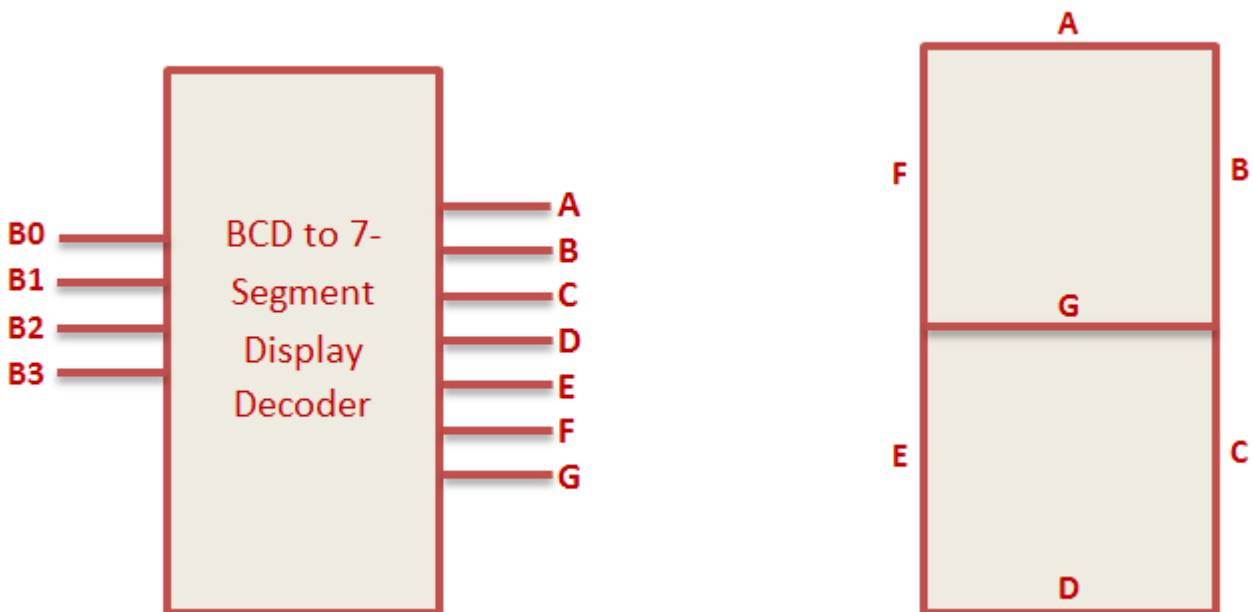 B0
B1
B2
B3
BCD to 7-
Segment
Display
Decoder
A
B
C
D
E
F
G
A
F
B
G
E
C
D